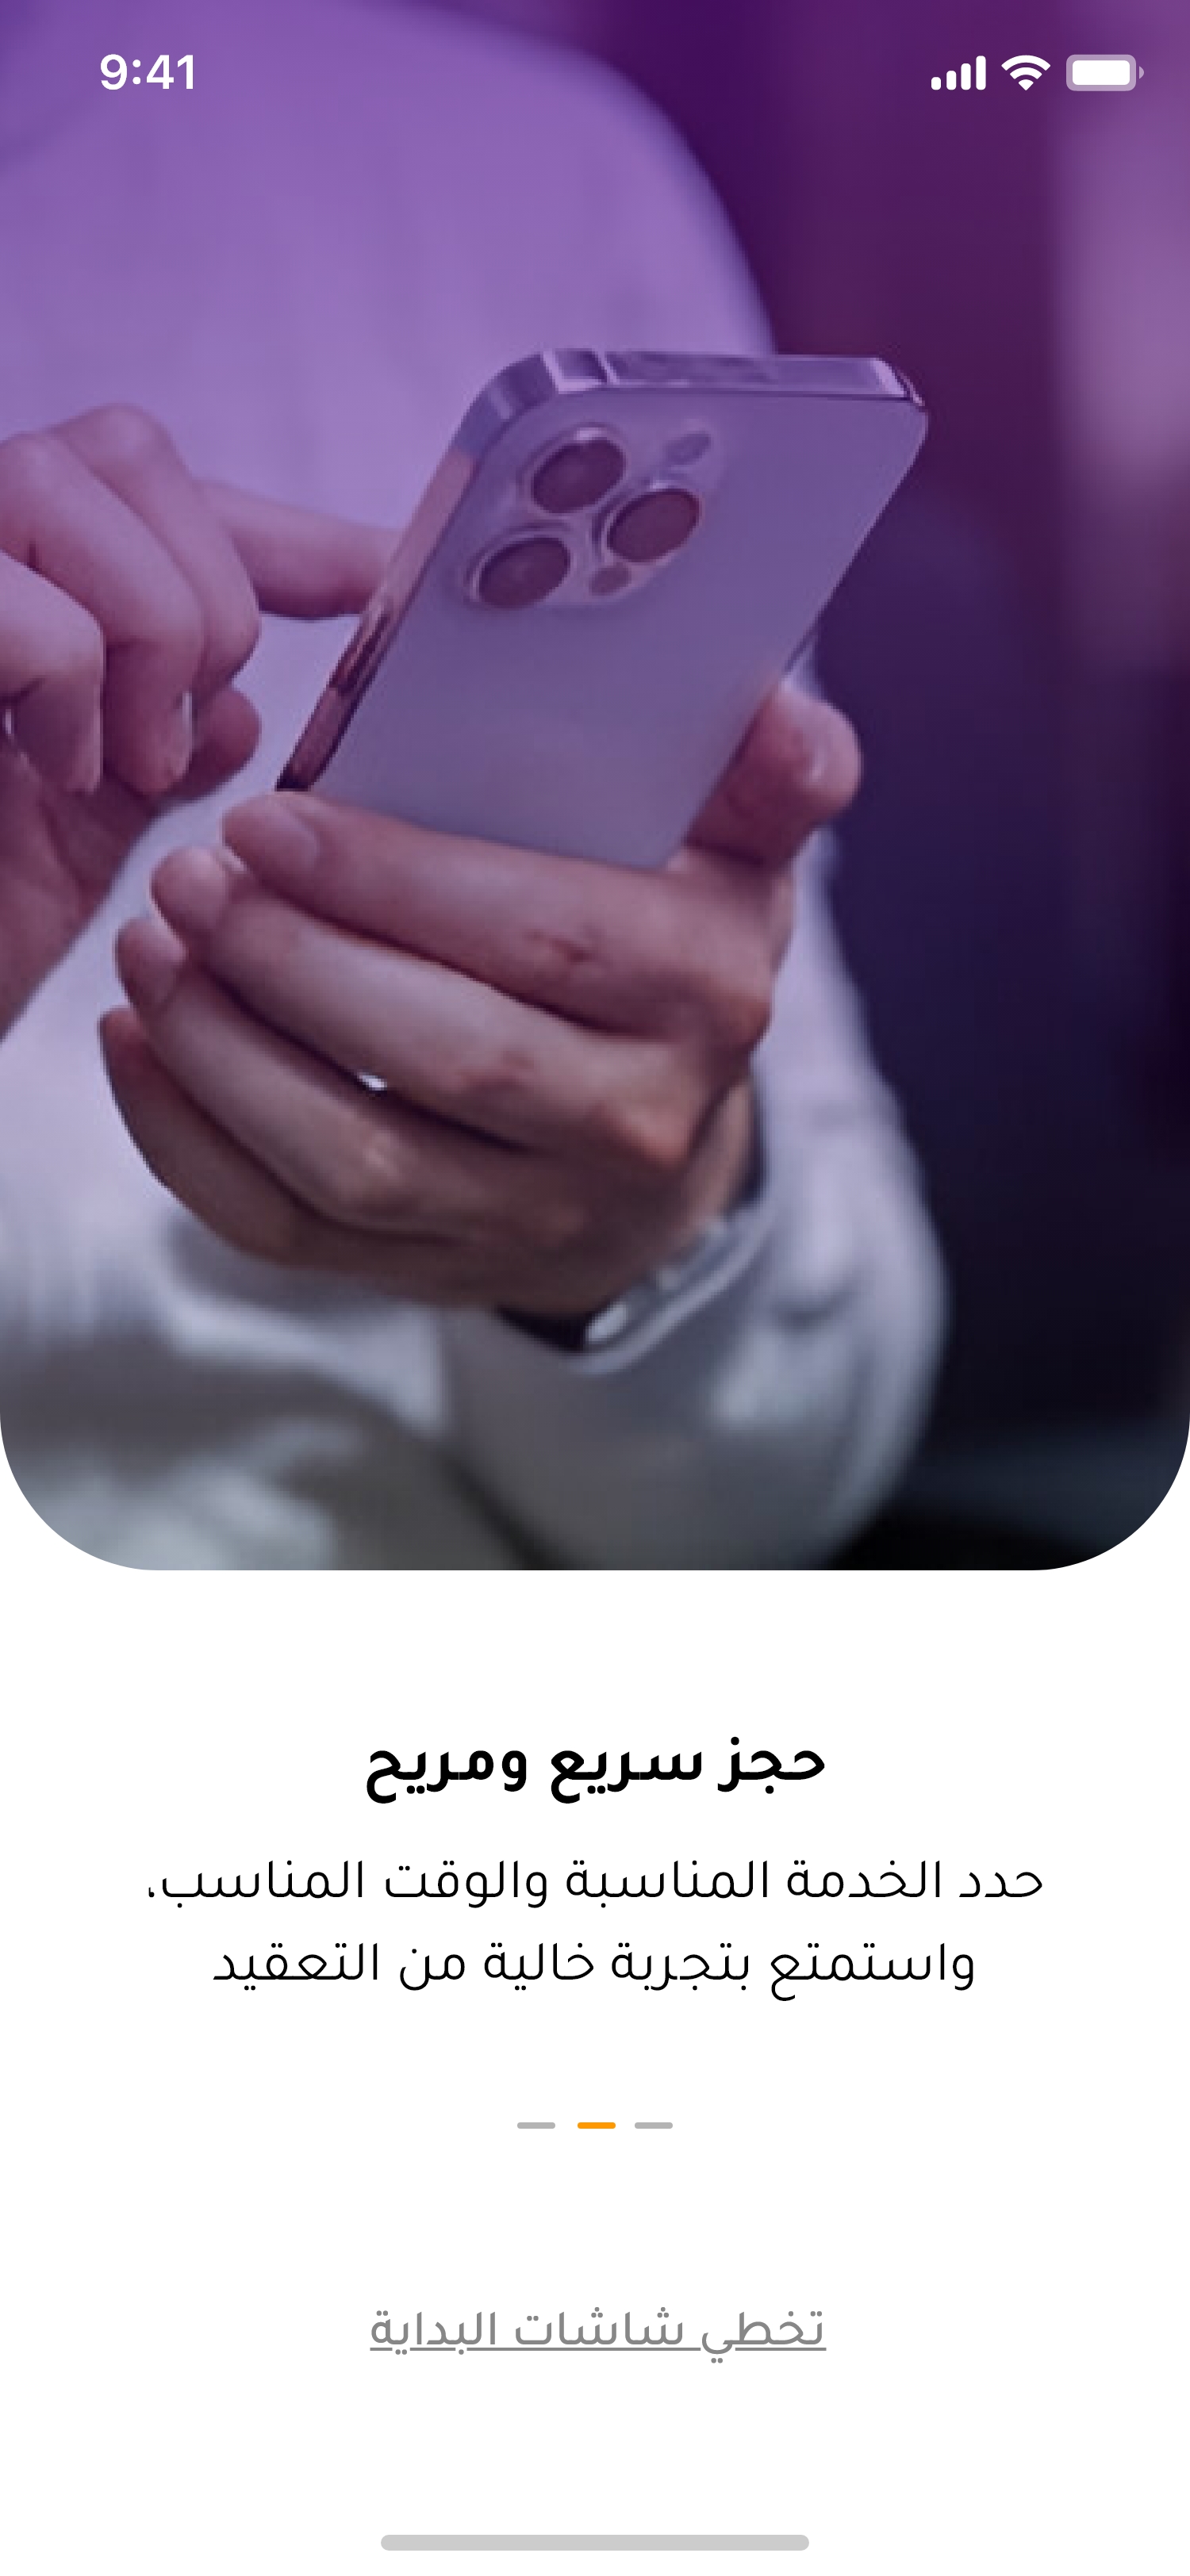 9:41
حجز سريع ومريح
حدد الخدمة المناسبة والوقت المناسب،
واستمتع بتجربة خالية من التعقيد
تخطي شاشات البداية